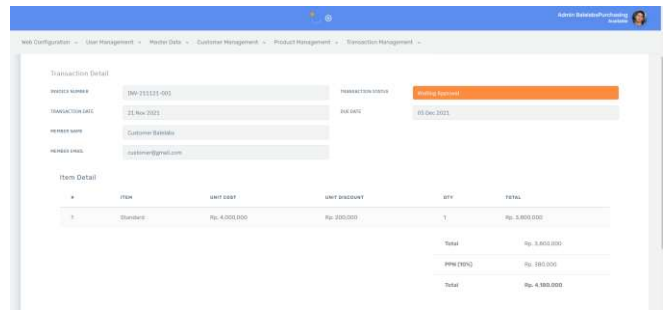 Admin BalelabsPurchasing
Available
Web Configuration User Management Master Data Customer Management Product Management Transaction Management
Transaction Detail
INVOICE NUMBER INV-211121-001 TRANSACTION STATUS Waiting Approval
TRANSACTION DATE 21 Nov 2021 DUE DATE 03 Dec 2021
MEMBER NAME Customer Balelabs
MEMBER EMAIL customer@gmail.com
Item Detail
# ITEM UNIT COST UNIT DISCOUNT QTY TOTAL
1 Standard Rp. 4,000,000 Rp. 200,000 1 Rp. 3,800,000
Total Rp. 3,800,000
PPN (10%) Rp. 380,000
Total Rp. 4,180,000